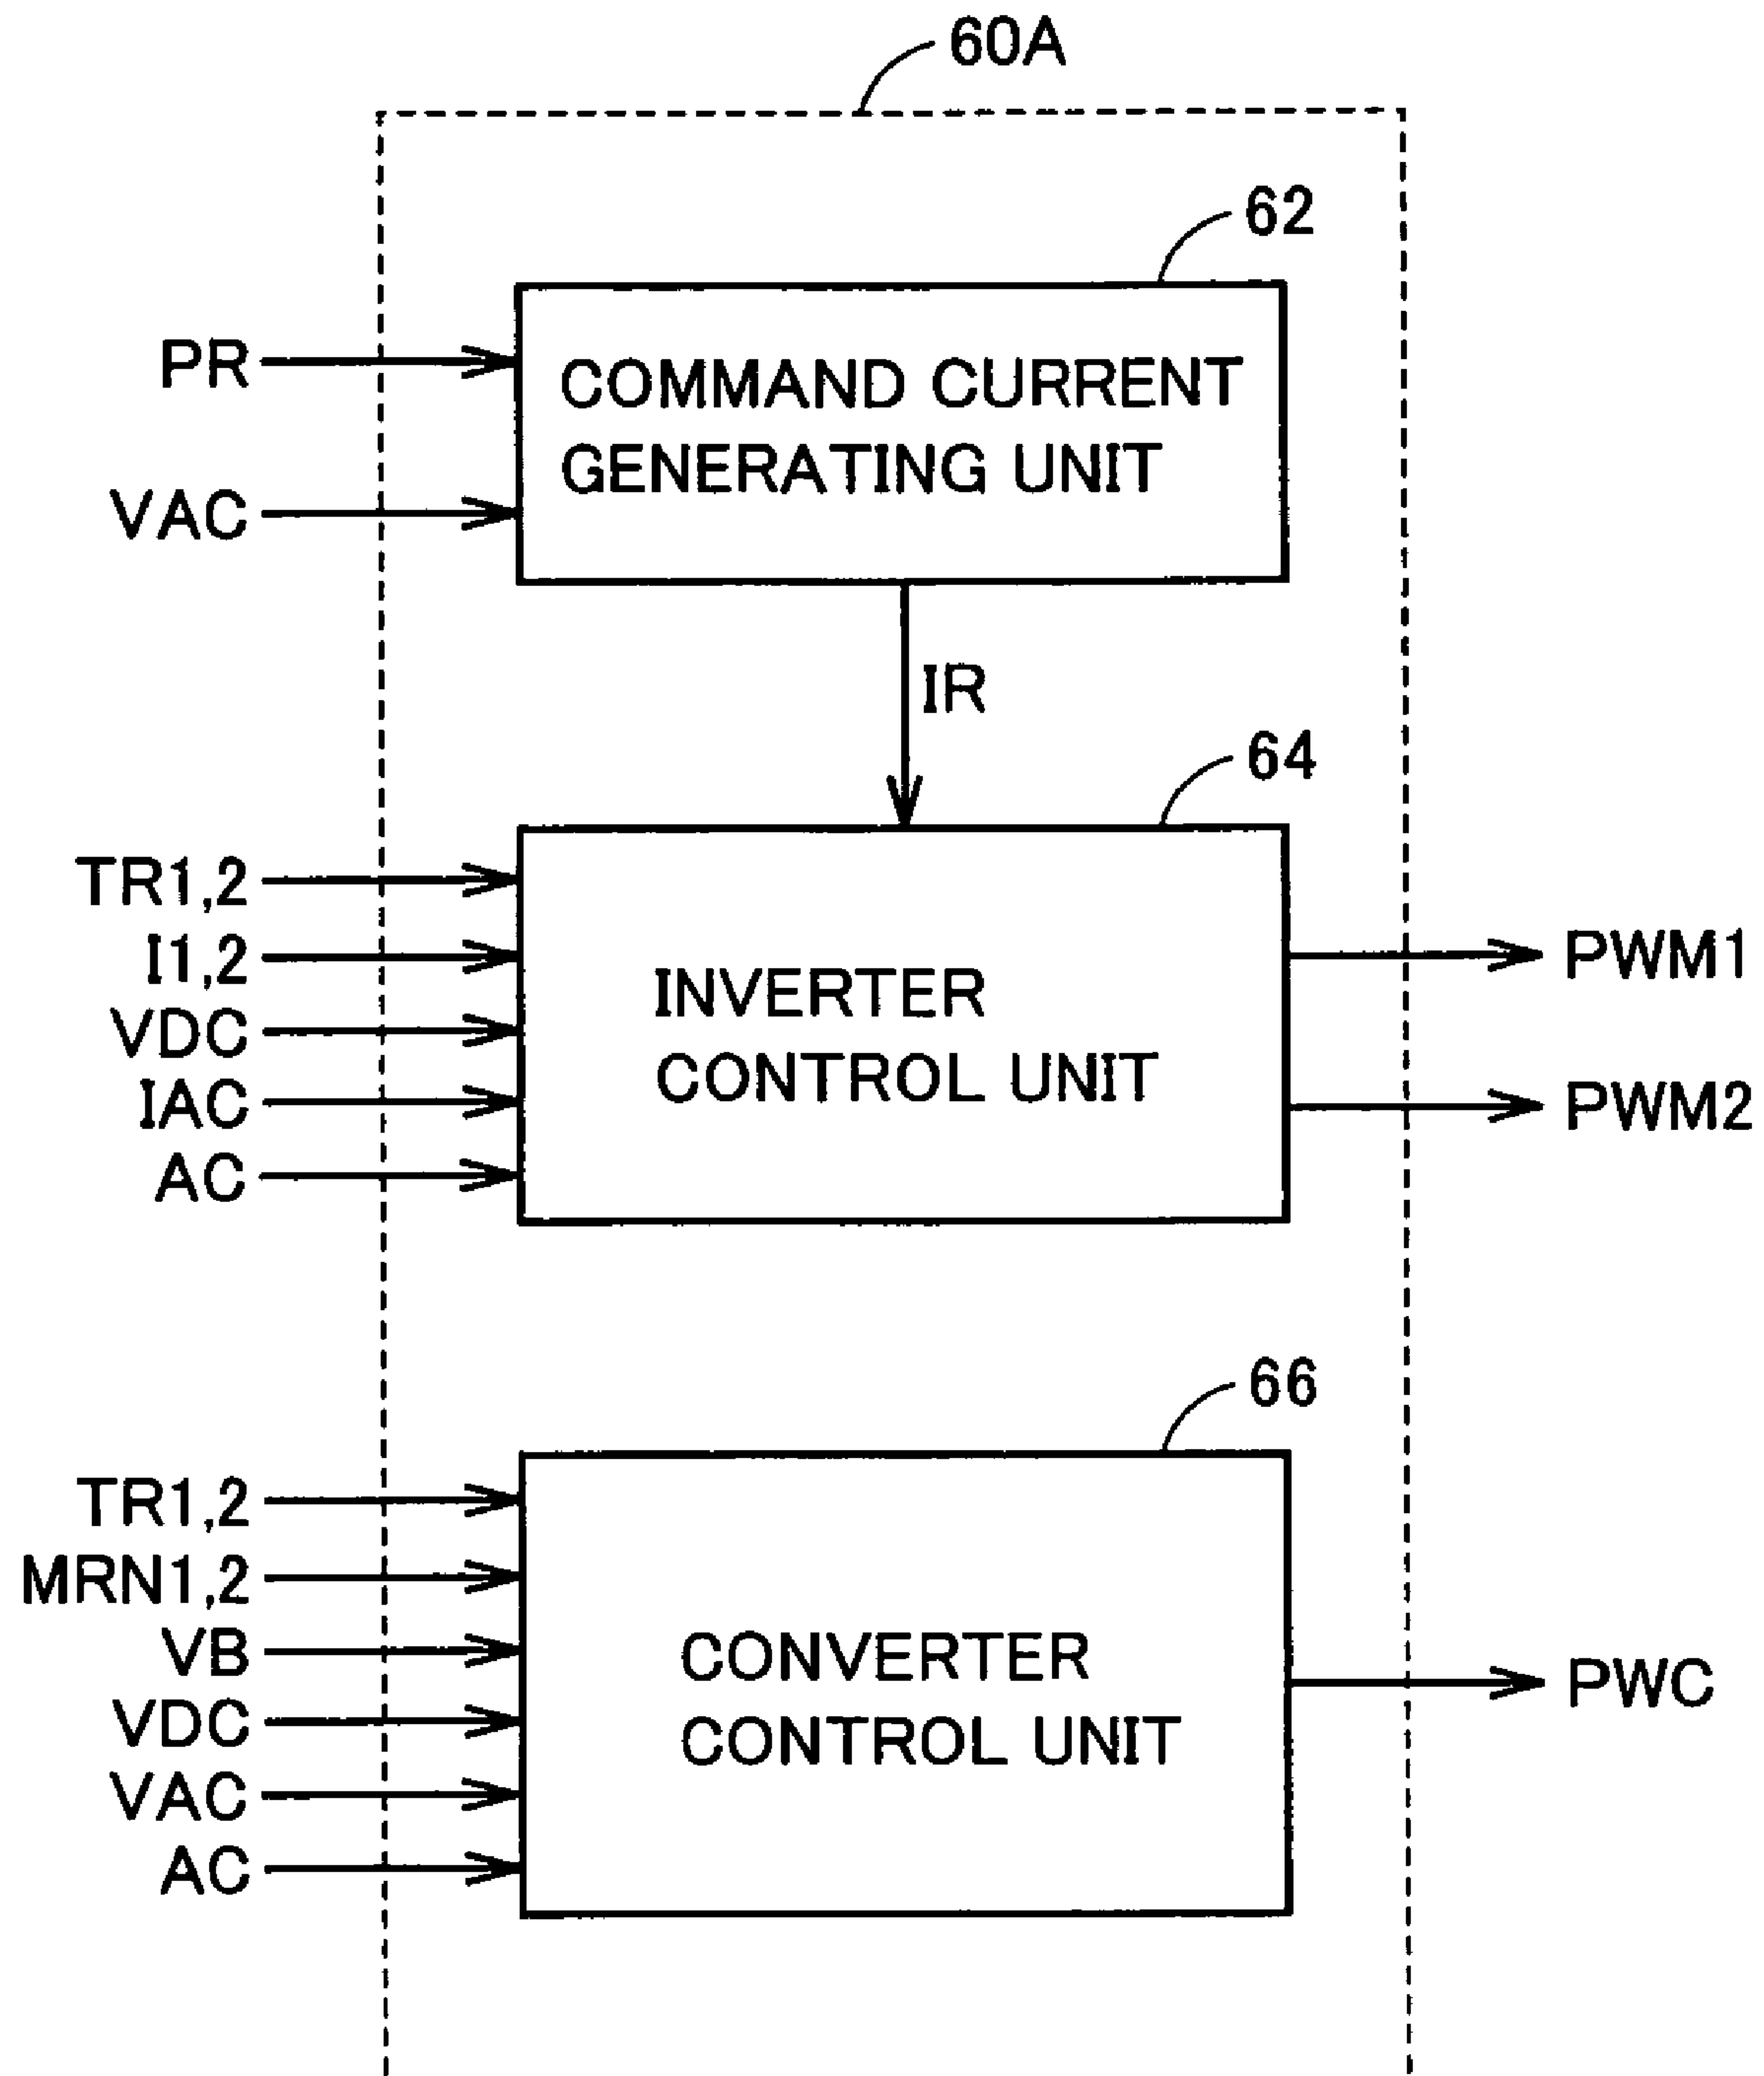 60A
62
PR
COMMAND CURRENT
GENERATING UNIT
VAC
IR
64
TR1,2
I1,2
VDC
IAC
AC
INVERTER
CONTROL UNIT
PWM1
PWM2
66
TR1,2
MRN1,2
VB
VDC
VAC
AC
CONVERTER
CONTROL UNIT
PWC